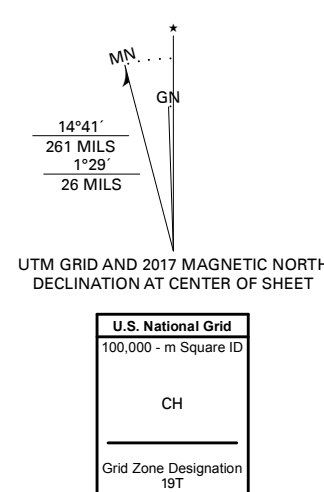 ★
MN
GN
14°41´
261 MILS
1°29´
26 MILS
UTM GRID AND 2017 MAGNETIC NORTH
DECLINATION AT CENTER OF SHEET
U.S. National Grid
100,000 - m Square ID
CH
Grid Zone Designation
19T